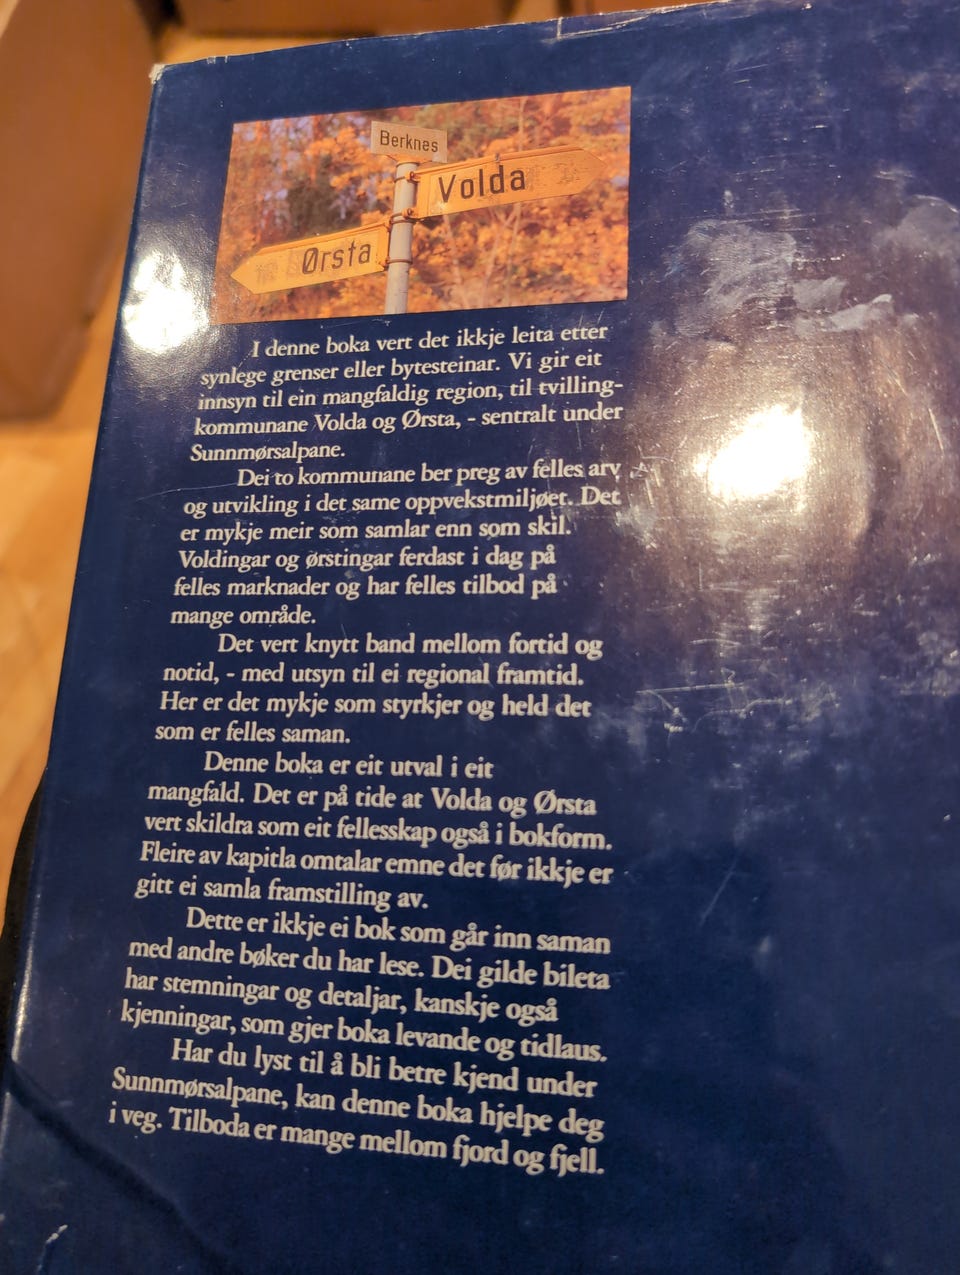 Berknes
Volda
Ørsta
I denne boka vert det ikkje leita etter
synlege grenser eller bytesteinar. Vi gir eit
innsyn til ein mangfaldig region, til tvilling-
kommunane Volda og Ørsta, - sentralt under
Sunnmørsalpane.
Dei to kommunane ber preg av felles arv
og utvikling i det same oppvekstmiljøet. Det
er mykje meir som samlar enn som skil.
Voldingar og ørstingar ferdast i dag på
felles marknader og har felles tilbod på
mange område.
Det vert knytt band mellom fortid og
notid, - med utsyn til ei regional framtid.
Her er det mykje som styrkjer og held det
som er felles saman.
Denne boka er eit utval i eit
mangfald. Det er på tide at Volda og Ørsta
vert skildra som eit fellesskap også i bokform.
Fleire av kapitla omtalar emne det før ikkje er
gitt ei samla framstilling av.
Dette er ikkje ei bok som går inn saman
med andre bøker du har lese. Dei gilde bileta
har stemningar og detaljar, kanskje også
kjenningar, som gjer boka levande og tidlaus.
Har du lyst til å bli betre kjend under
Sunnmørsalpane, kan denne boka hjelpe deg
i veg. Tilboda er mange mellom fjord og fjell.